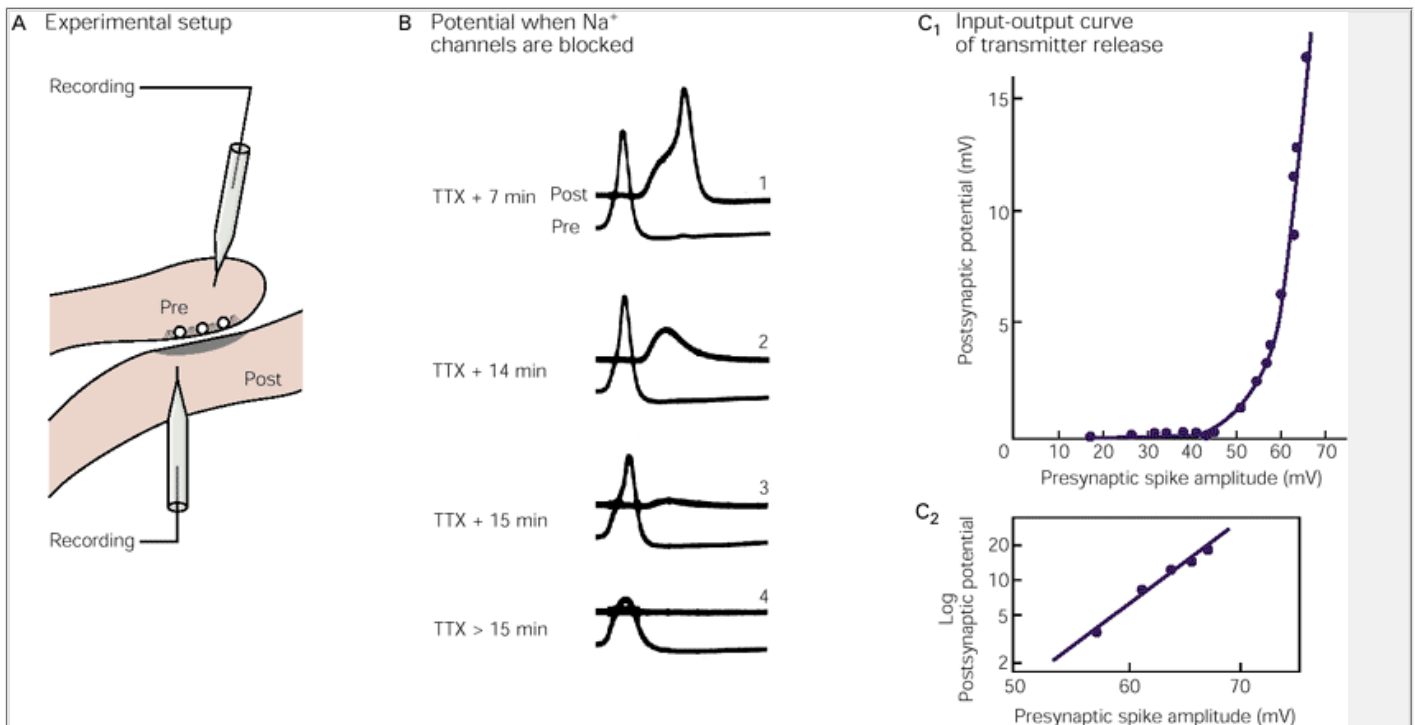 A Experimental setup
Recording
Pre
Post
Recording
B Potential when Na⁺
channels are blocked
TTX + 7 min
Post
Pre
1
TTX + 14 min
2
TTX + 15 min
3
TTX > 15 min
4
C₁ Input-output curve
of transmitter release
Postsynaptic potential (mV)
15
10
5
0 10 20 30 40 50 60 70
Presynaptic spike amplitude (mV)
C₂
Log
Postsynaptic potential
20
10
5
2
50 60 70
Presynaptic spike amplitude (mV)